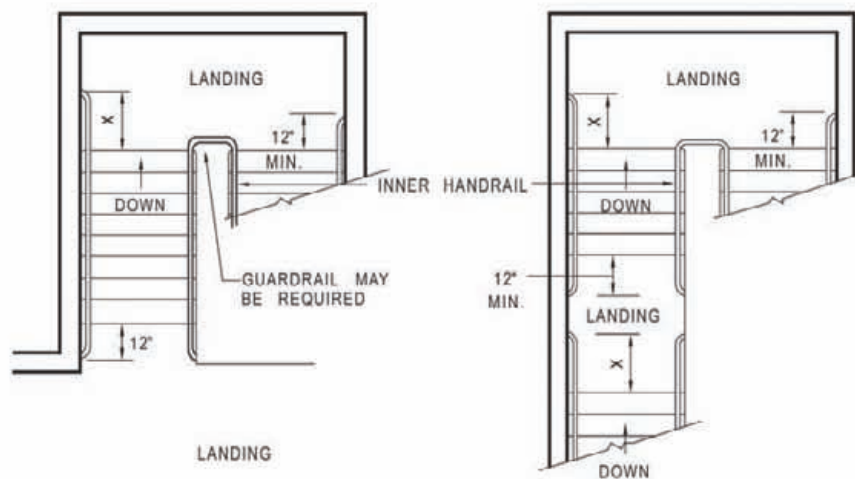 LANDING
X
12"
MIN.
DOWN
INNER HANDRAIL
GUARDRAIL MAY
BE REQUIRED
12"
LANDING
LANDING
X
12"
MIN.
DOWN
12"
MIN.
LANDING
X
DOWN